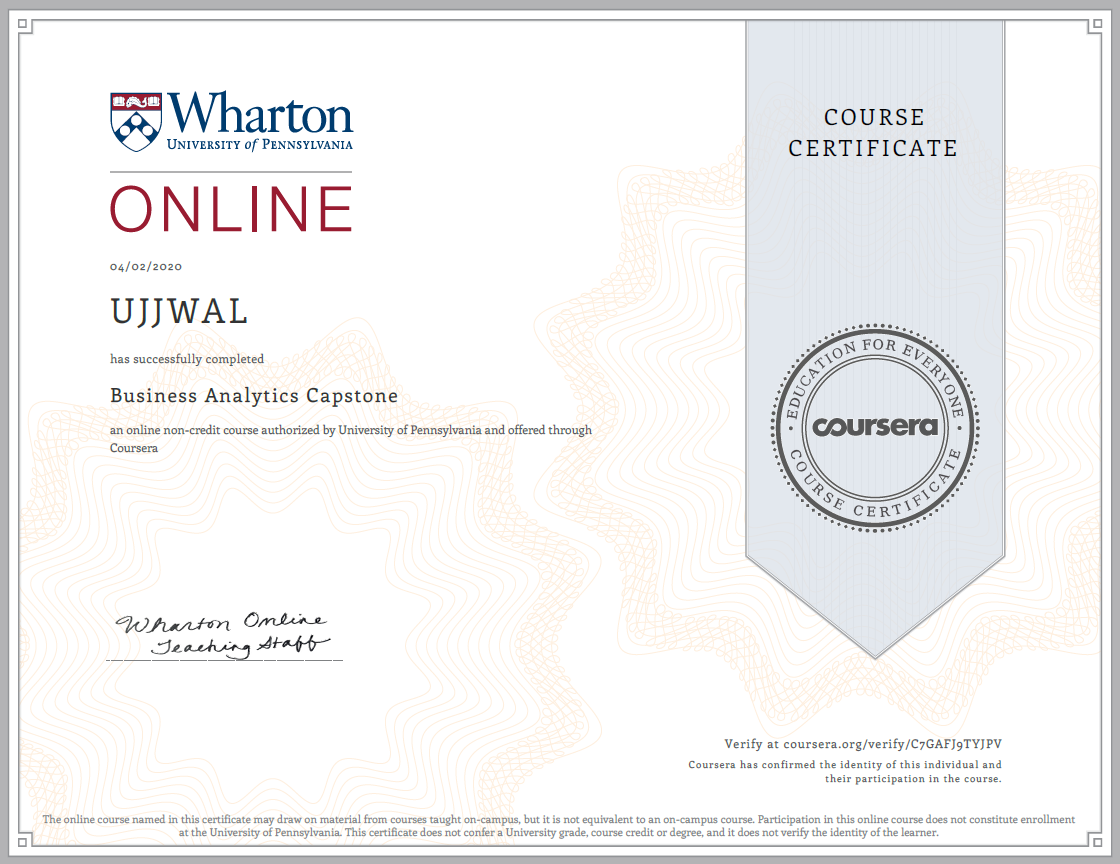 Wharton
UNIVERSITY of PENNSYLVANIA
ONLINE
04/02/2020
UJJWAL
has successfully completed
Business Analytics Capstone
an online non-credit course authorized by University of Pennsylvania and offered through
Coursera
Wharton Online
Teaching Staff
COURSE
CERTIFICATE
EDUCATION FOR EVERYONE
coursera
COURSE CERTIFICATE
Verify at coursera.org/verify/C7GAFJ9TYJPV
Coursera has confirmed the identity of this individual and
their participation in the course.
The online course named in this certificate may draw on material from courses taught on-campus, but it is not equivalent to an on-campus course. Participation in this online course does not constitute enrollment
at the University of Pennsylvania. This certificate does not confer a University grade, course credit or degree, and it does not verify the identity of the learner.